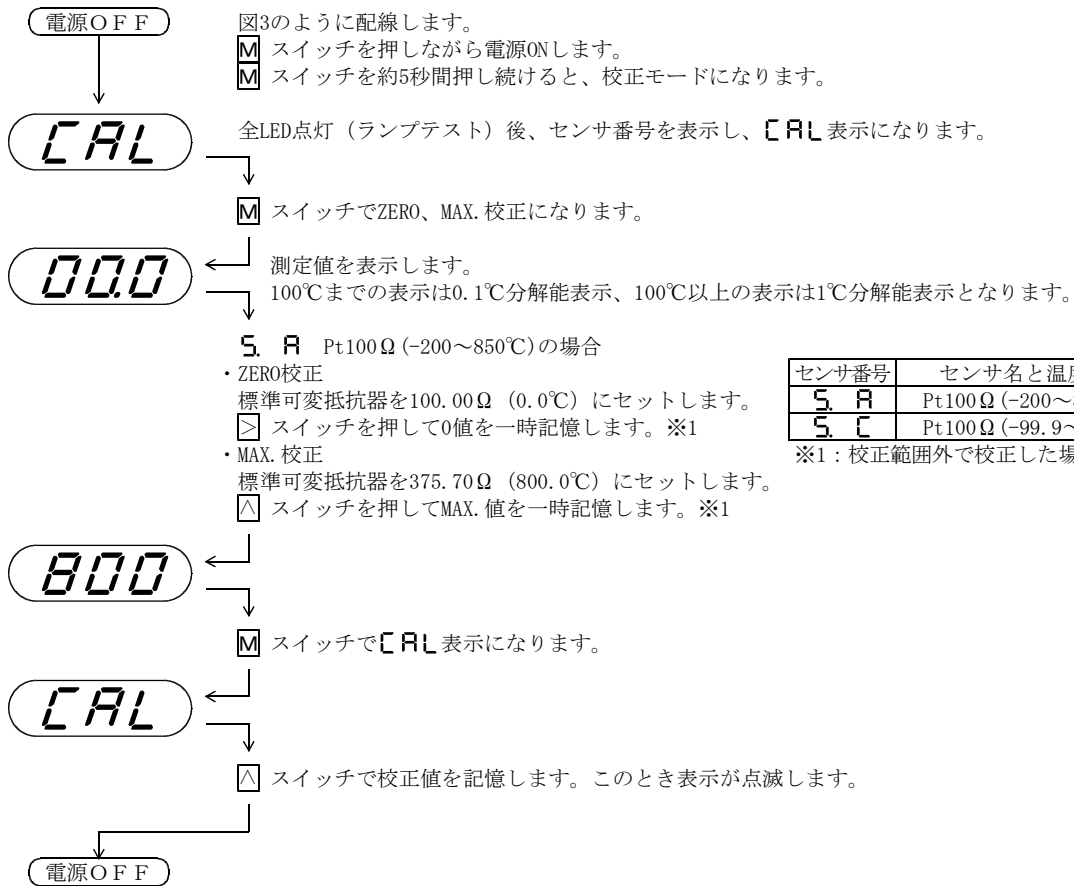 電源ＯＦＦ
図3のように配線します。
M スイッチを押しながら電源ONします。
M スイッチを約5秒間押し続けると、校正モードになります。
CAL
全LED点灯（ランプテスト）後、センサ番号を表示し、CAL表示になります。
M スイッチでZERO、MAX.校正になります。
00.0
測定値を表示します。
100℃までの表示は0.1℃分解能表示、100℃以上の表示は1℃分解能表示となります。
S. A Pt100Ω(-200～850℃)の場合
・ZERO校正
標準可変抵抗器を100.00Ω（0.0℃）にセットします。
> スイッチを押して0値を一時記憶します。※1
・MAX.校正
標準可変抵抗器を375.70Ω（800.0℃）にセットします。
∧ スイッチを押してMAX.値を一時記憶します。※1
センサ番号 センサ名と温度
S. A Pt100Ω(-200～
S. C Pt100Ω(-99.9～
※1：校正範囲外で校正した場
800
M スイッチでCAL表示になります。
CAL
∧ スイッチで校正値を記憶します。このとき表示が点滅します。
電源ＯＦＦ